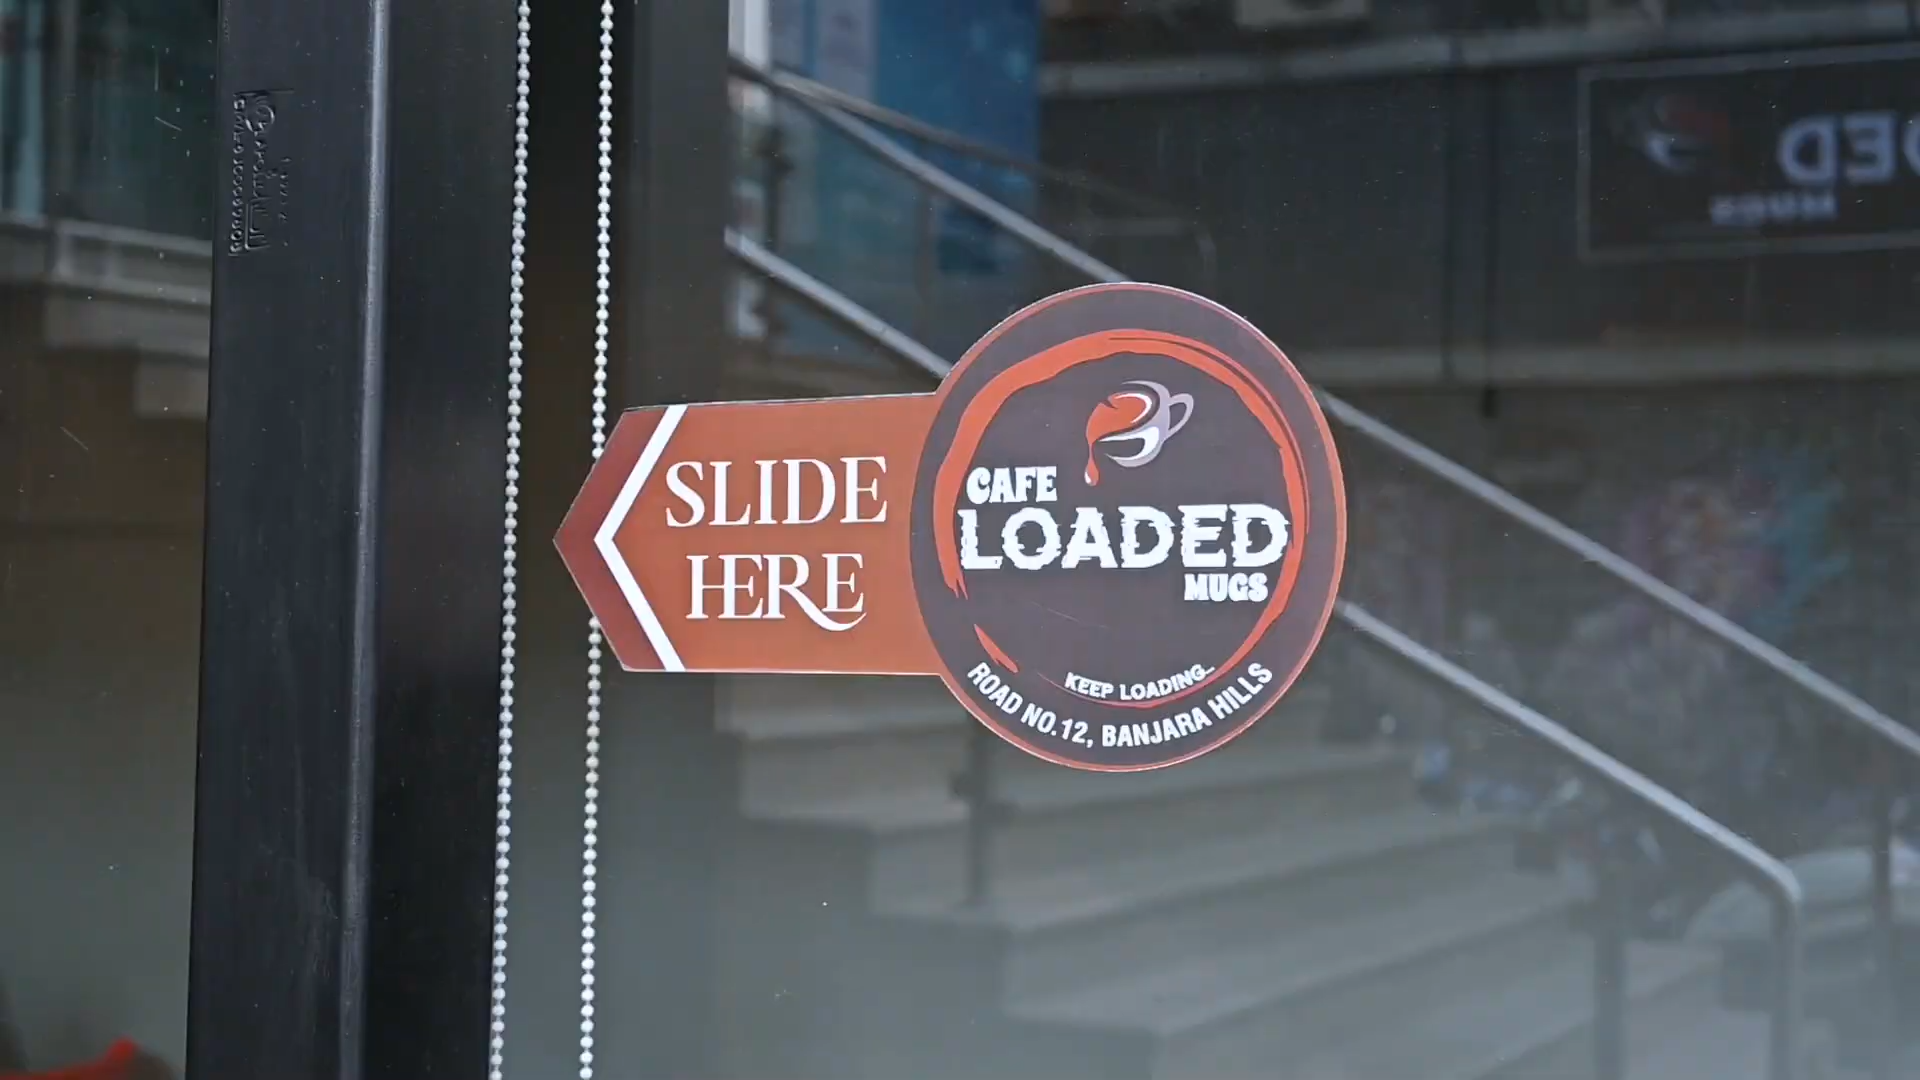 SLIDE
HERE
CAFE
LOADED
MUGS
KEEP LOADING...
ROAD NO.12, BANJARA HILLS